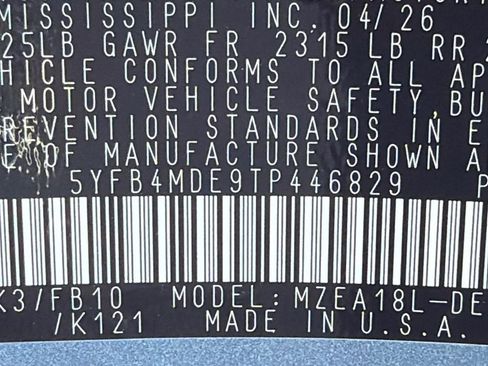 MISSISSIPPI INC. 04/26
25LB GAWR FR 2315 LB RR
HICLE CONFORMS TO ALL AP
MOTOR VEHICLE SAFETY, BU
REVENTION STANDARDS IN E
OF MANUFACTURE SHOWN A
5YFB4MDE9TP446829 P
K3/FB10 MODEL: MZEA18L-DE
/K121 MADE IN U.S.A.